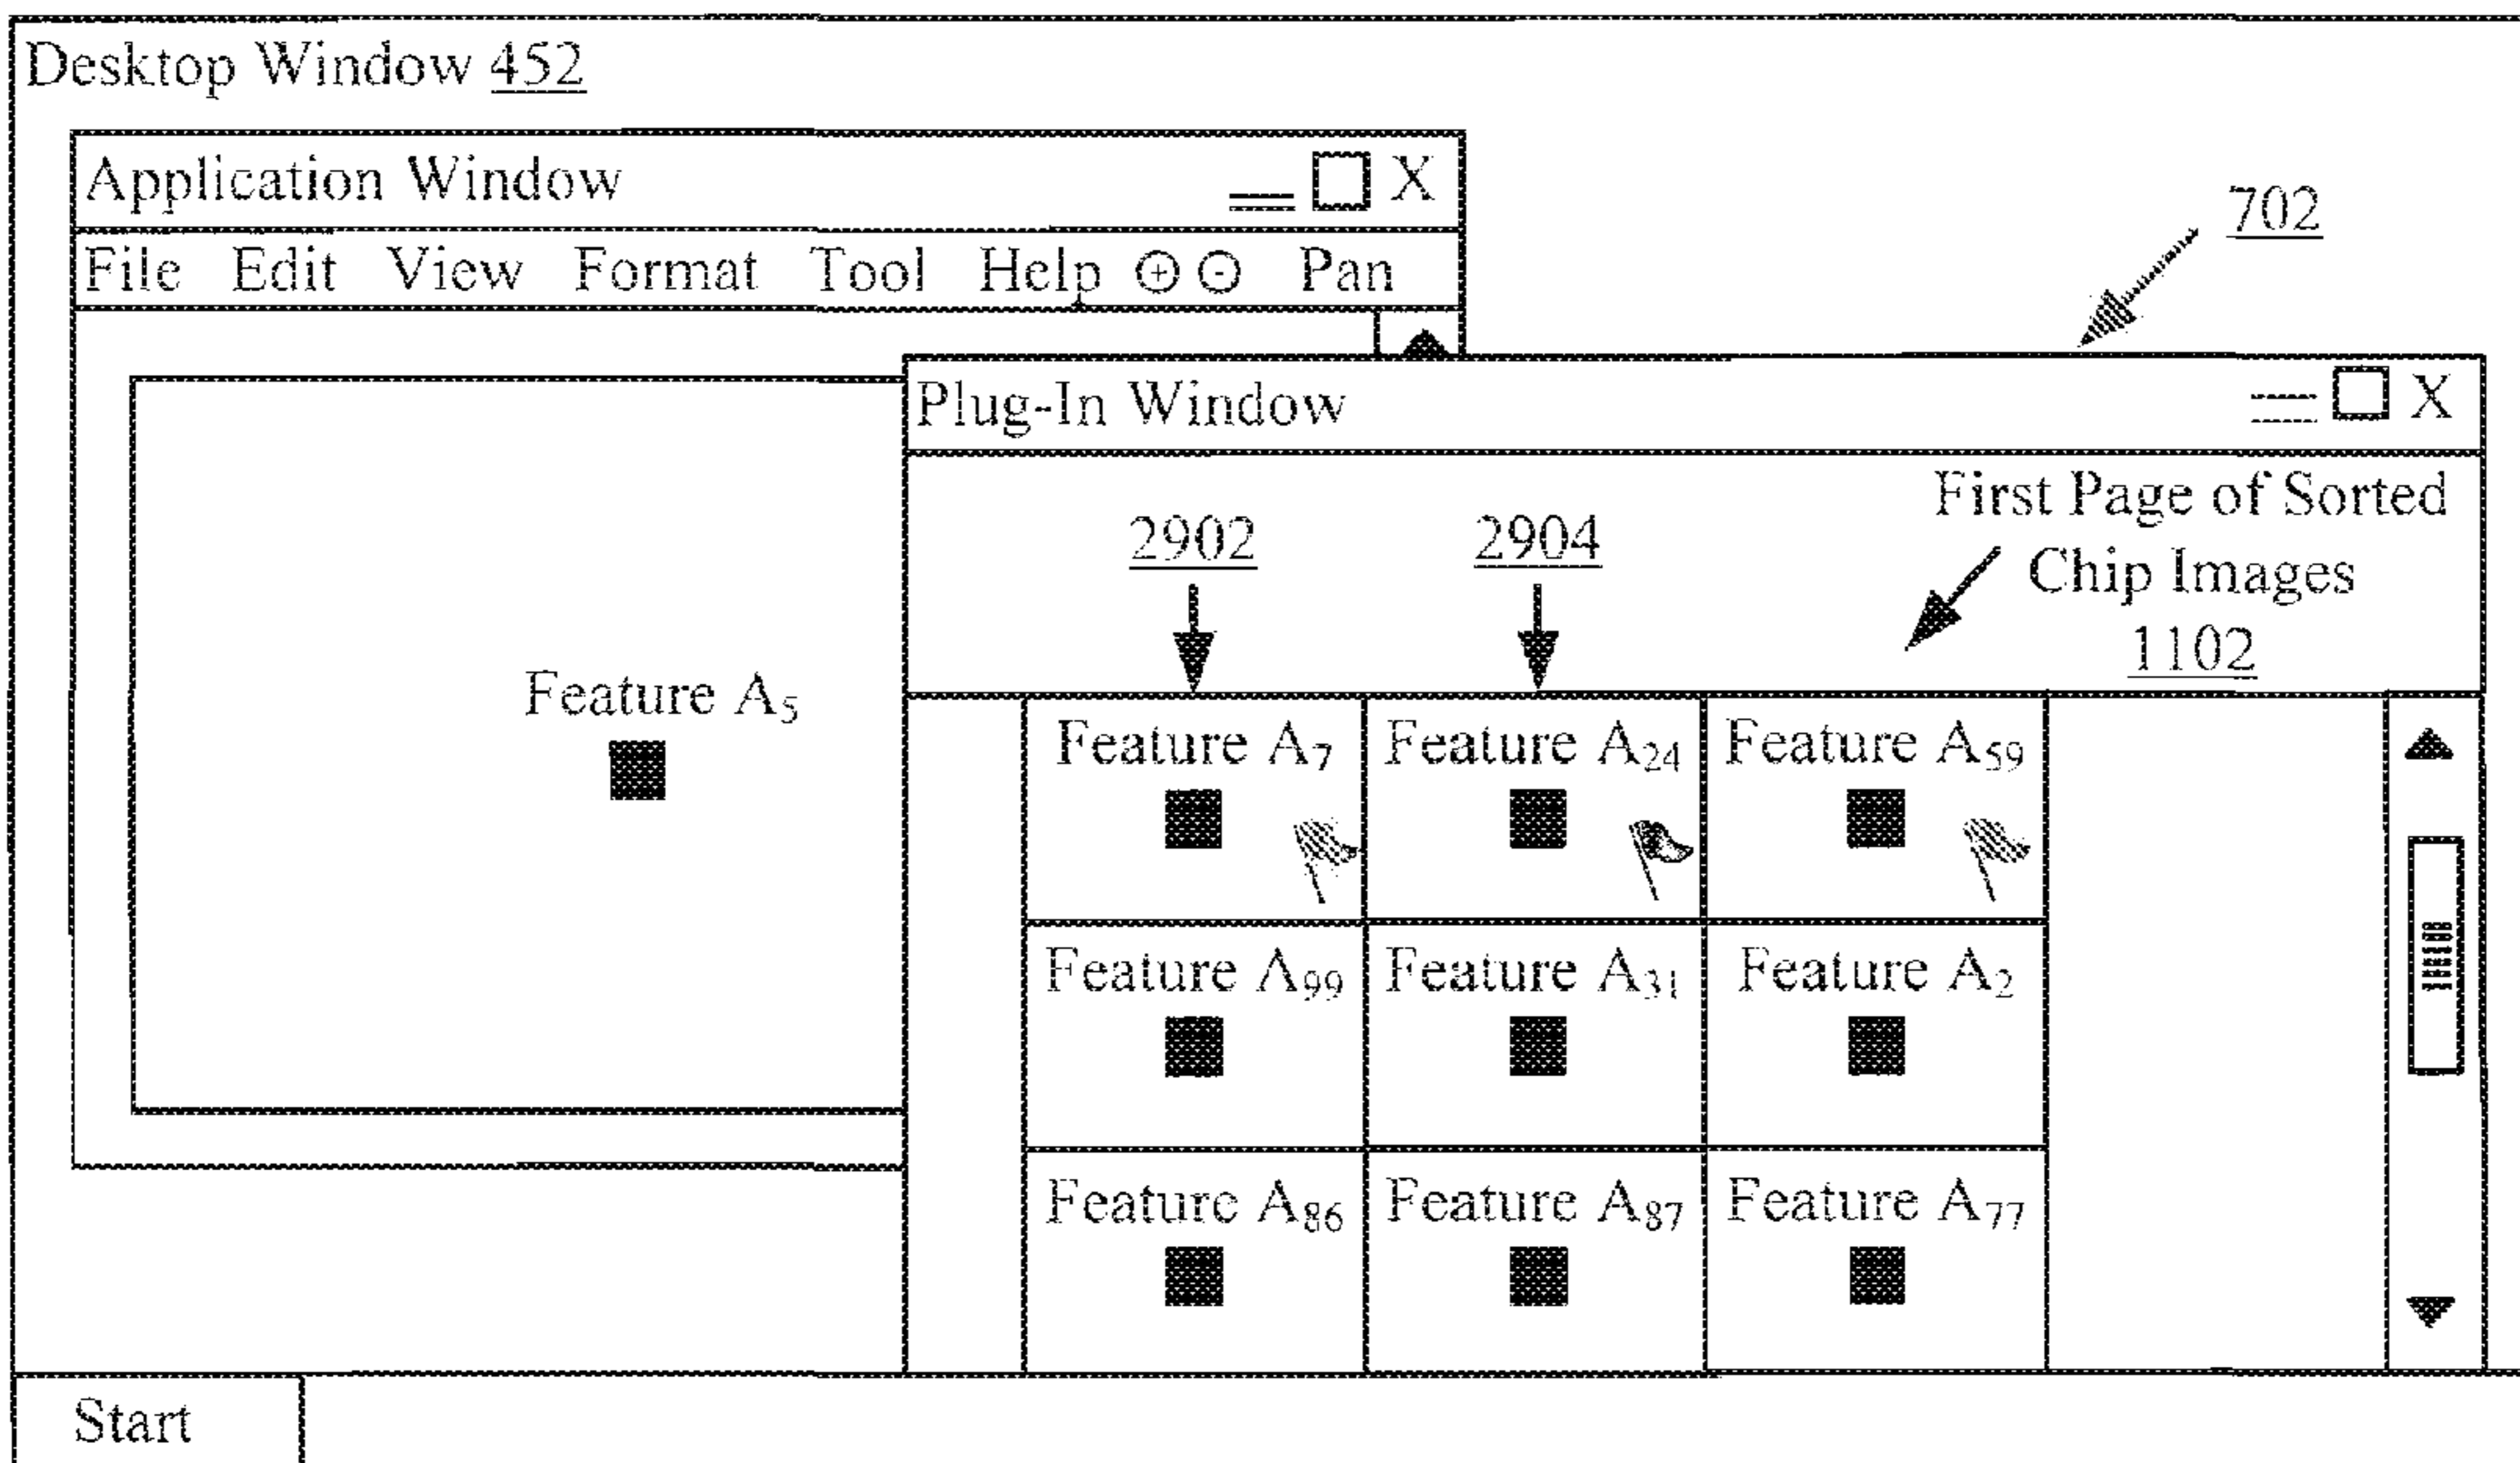 Desktop Window 452
Application Window X
File Edit View Format Tool Help + - Pan
702
Plug-In Window X
First Page of Sorted
Chip Images
1102
2902 2904
Feature A₅
Feature A₇ Feature A₂₄ Feature A₅₉
Feature A₉₉ Feature A₃₁ Feature A₂
Feature A₈₆ Feature A₈₇ Feature A₇₇
Start